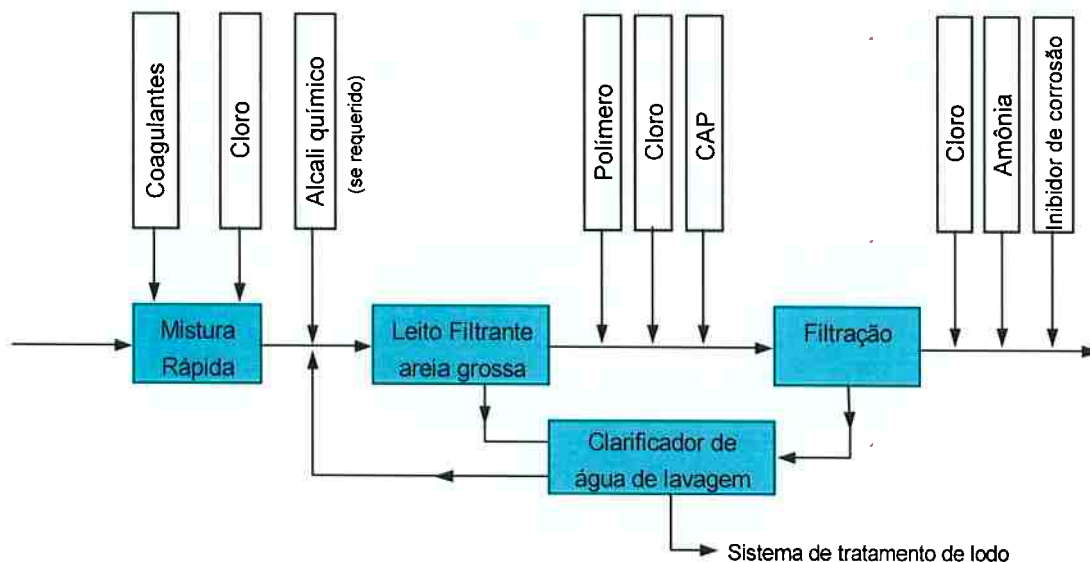 Coagulantes
Cloro
Alcali químico
(se requerido)
Polímero
Cloro
CAP
Cloro
Amônia
Inibidor de corrosão
Mistura
Rápida
Leito Filtrante
areia grossa
Filtração
Clarificador de
água de lavagem
Sistema de tratamento de lodo